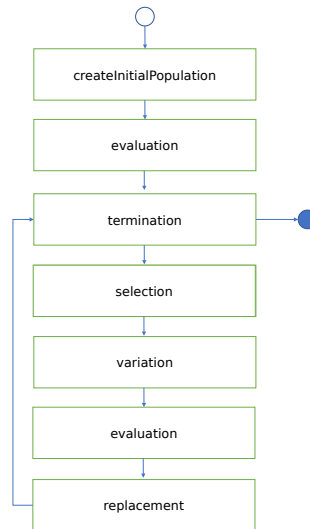 createInitialPopulation
evaluation
termination
selection
variation
evaluation
replacement